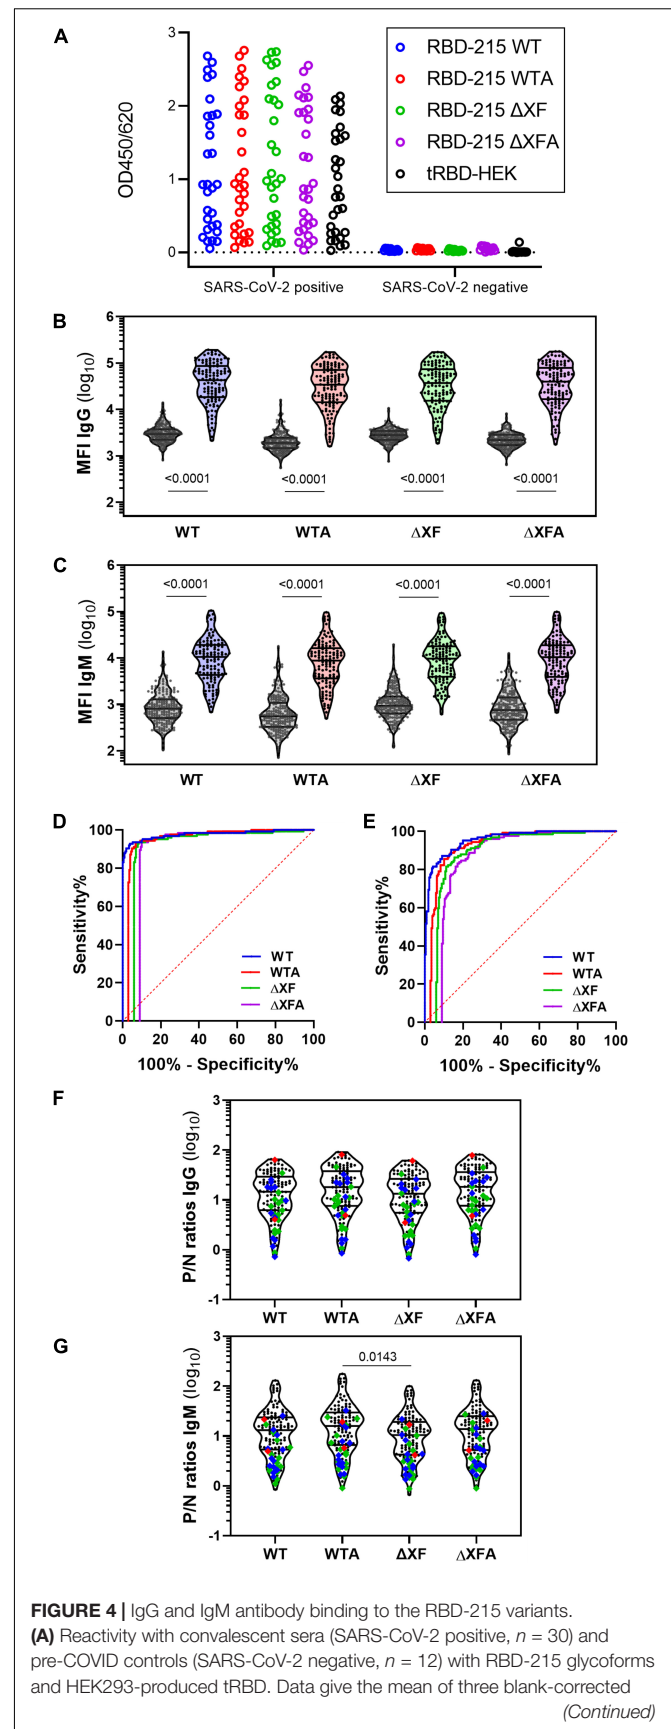 A
3
2
1
0
OD450/620
RBD-215 WT
RBD-215 WTA
RBD-215 ΔXF
RBD-215 ΔXFA
tRBD-HEK
SARS-CoV-2 positive
SARS-CoV-2 negative
B
6
5
4
3
2
MFI IgG (log10)
<0.0001
<0.0001
<0.0001
<0.0001
WT
WTA
ΔXF
ΔXFA
C
6
5
4
3
2
MFI IgM (log10)
<0.0001
<0.0001
<0.0001
<0.0001
WT
WTA
ΔXF
ΔXFA
D
100
80
60
40
20
0
Sensitivity%
WT
WTA
ΔXF
ΔXFA
0 20 40 60 80 100
100% - Specificity%
E
100
80
60
40
20
0
Sensitivity%
WT
WTA
ΔXF
ΔXFA
0 20 40 60 80 100
100% - Specificity%
F
3
2
1
0
-1
P/N ratios IgG (log10)
WT
WTA
ΔXF
ΔXFA
G
3
2
1
0
-1
P/N ratios IgM (log10)
0.0143
WT
WTA
ΔXF
ΔXFA
FIGURE 4 | IgG and IgM antibody binding to the RBD-215 variants.
(A) Reactivity with convalescent sera (SARS-CoV-2 positive, n = 30) and
pre-COVID controls (SARS-CoV-2 negative, n = 12) with RBD-215 glycoforms
and HEK293-produced tRBD. Data give the mean of three blank-corrected
(Continued)